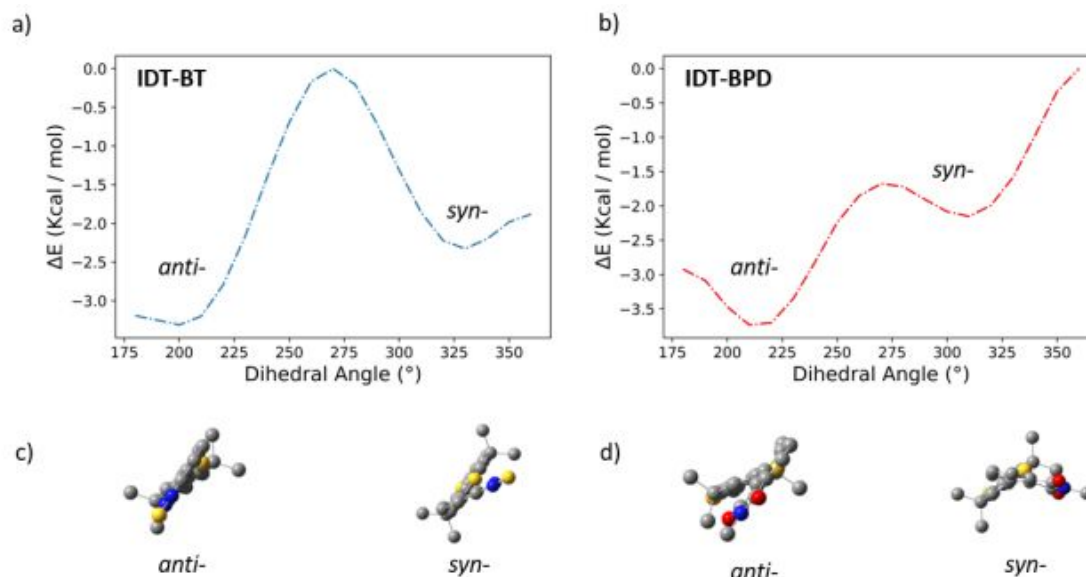 a)
b)
IDT-BT
IDT-BPD
0.0
−0.5
−1.0
−1.5
−2.0
−2.5
−3.0
ΔE (Kcal / mol)
anti-
syn-
175 200 225 250 275 300 325 350
Dihedral Angle (°)
0.0
−0.5
−1.0
−1.5
−2.0
−2.5
−3.0
−3.5
ΔE (Kcal / mol)
anti-
syn-
175 200 225 250 275 300 325 350
Dihedral Angle (°)
c)
d)
anti-
syn-
anti-
syn-